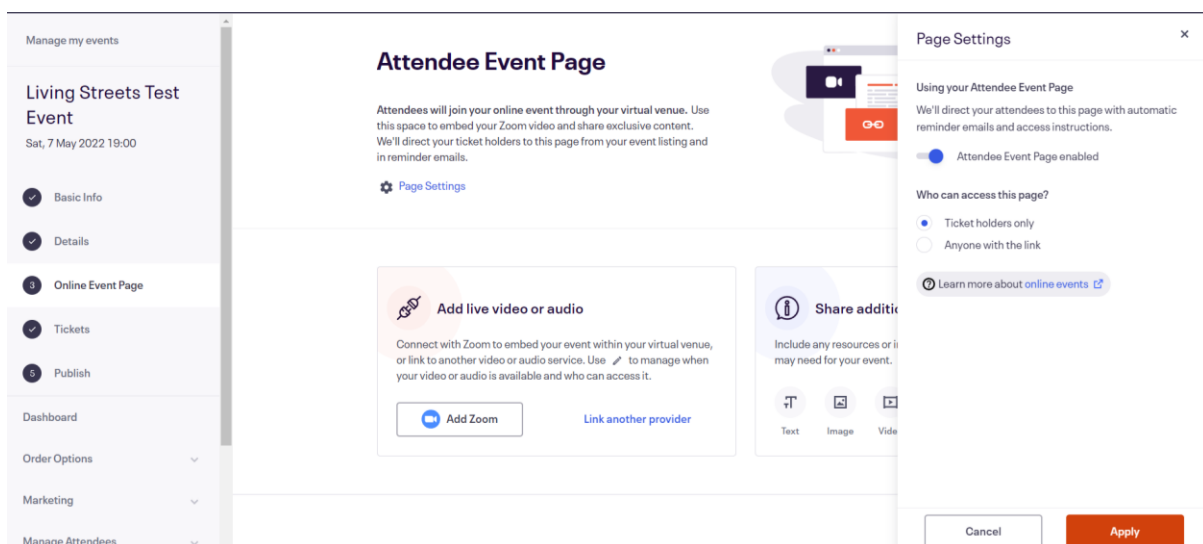 Manage my events
Living Streets Test
Event
Sat, 7 May 2022 19:00
Basic Info
Details
3 Online Event Page
Tickets
5 Publish
Dashboard
Order Options
Marketing
Manage Attendees
Attendee Event Page
Attendees will join your online event through your virtual venue. Use
this space to embed your Zoom video and share exclusive content.
We'll direct your ticket holders to this page from your event listing and
in reminder emails.
Page Settings
Add live video or audio
Connect with Zoom to embed your event within your virtual venue,
or link to another video or audio service. Use to manage when
your video or audio is available and who can access it.
Add Zoom Link another provider
Share additi
Include any resources or i
may need for your event.
Text Image Vide
Page Settings
Using your Attendee Event Page
We'll direct your attendees to this page with automatic
reminder emails and access instructions.
Attendee Event Page enabled
Who can access this page?
Ticket holders only
Anyone with the link
Learn more about online events
Cancel Apply